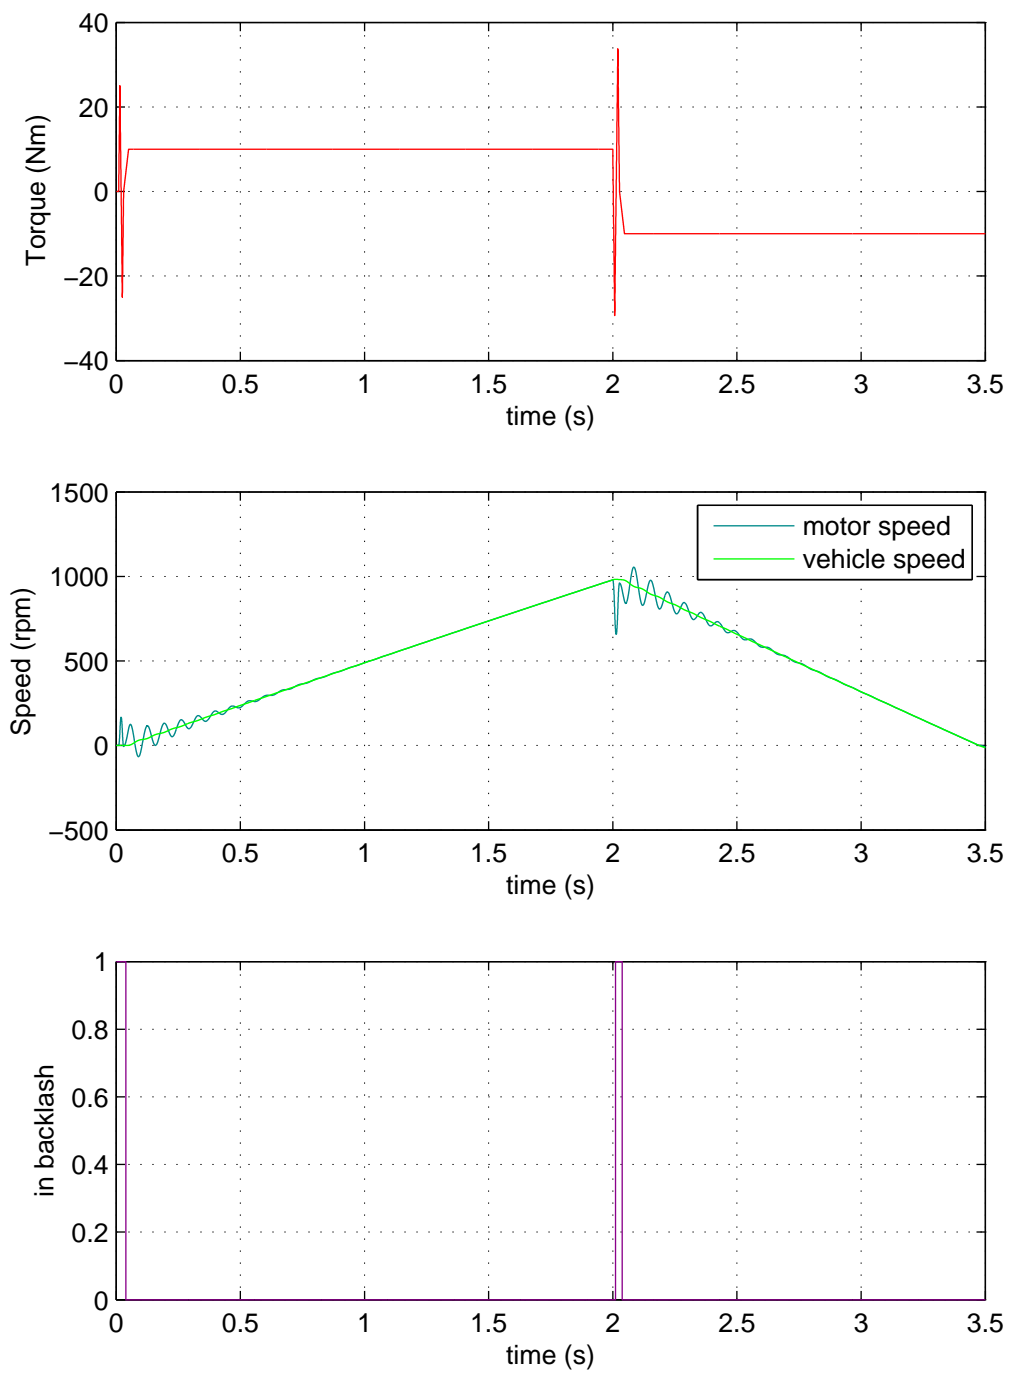 40
20
0
−20
−40
Torque (Nm)
0 0.5 1 1.5 2 2.5 3 3.5
time (s)
1500
1000
500
0
−500
Speed (rpm)
motor speed
vehicle speed
0 0.5 1 1.5 2 2.5 3 3.5
time (s)
1
0.8
0.6
0.4
0.2
0
in backlash
0 0.5 1 1.5 2 2.5 3 3.5
time (s)